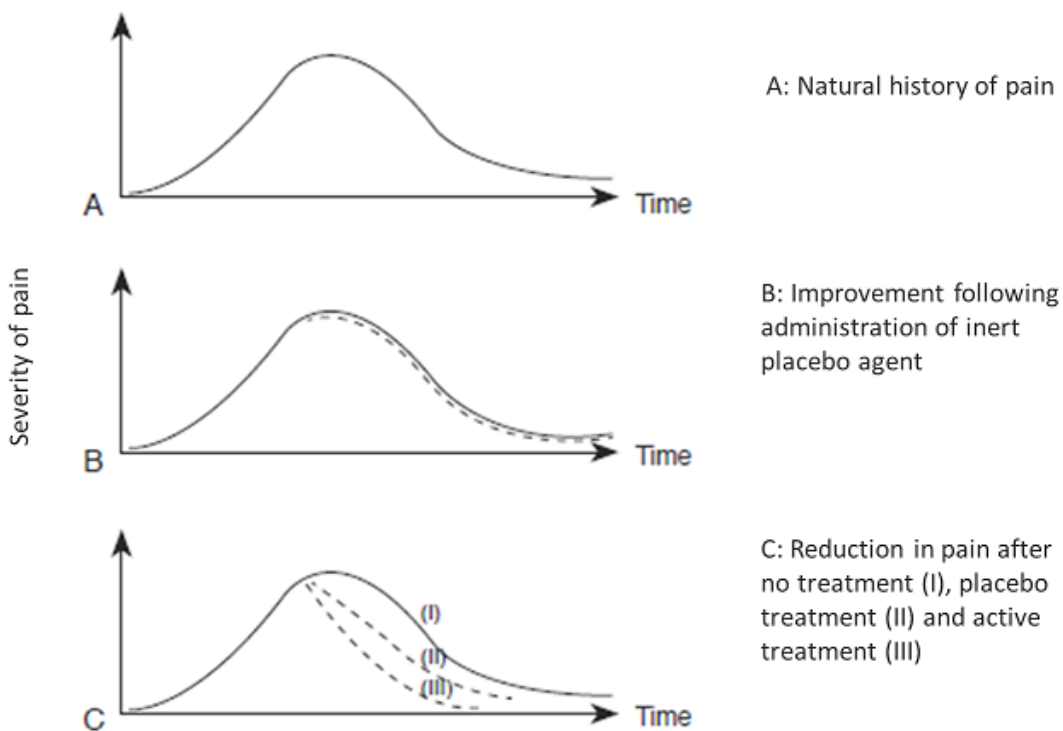 A: Natural history of pain
A
Time
Severity of pain
B: Improvement following
administration of inert
placebo agent
B
Time
(I)
(II)
(III)
C: Reduction in pain after
no treatment (I), placebo
treatment (II) and active
treatment (III)
C
Time